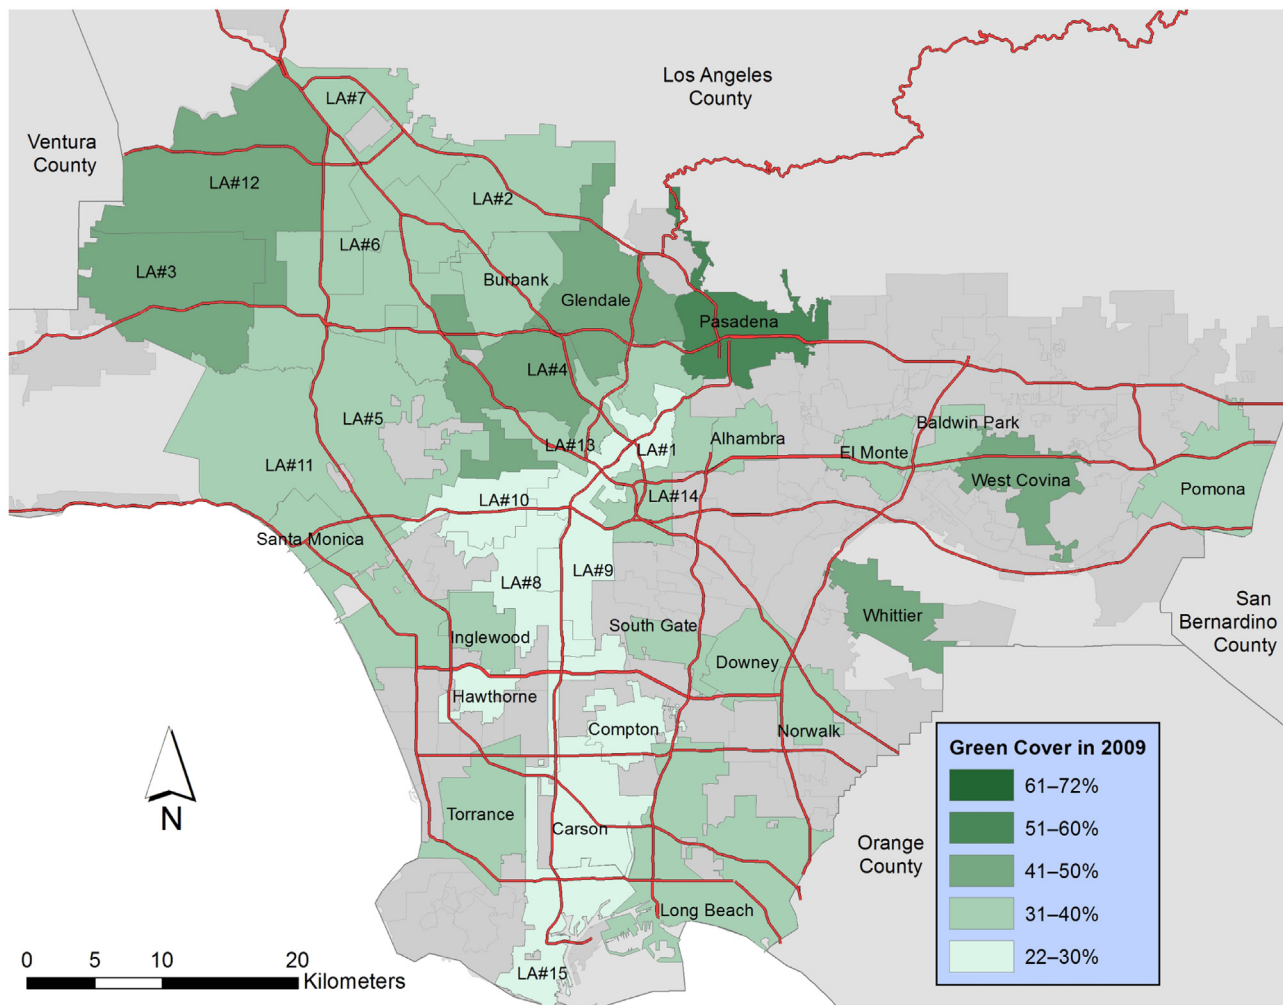 Los Angeles
County
LA#7
Ventura
County
LA#12
LA#2
LA#6
LA#3
Burbank
Glendale
Pasadena
LA#4
LA#5
Baldwin Park
LA#13
LA#1
Alhambra
El Monte
LA#11
West Covina
Pomona
LA#10
LA#14
Santa Monica
LA#8
LA#9
San
Bernardino
County
Whittier
South Gate
Inglewood
Downey
Hawthorne
Compton
Norwalk
Green Cover in 2009
61–72%
51–60%
41–50%
31–40%
22–30%
Torrance
Carson
N
Orange
County
Long Beach
LA#15
0 5 10 20
Kilometers